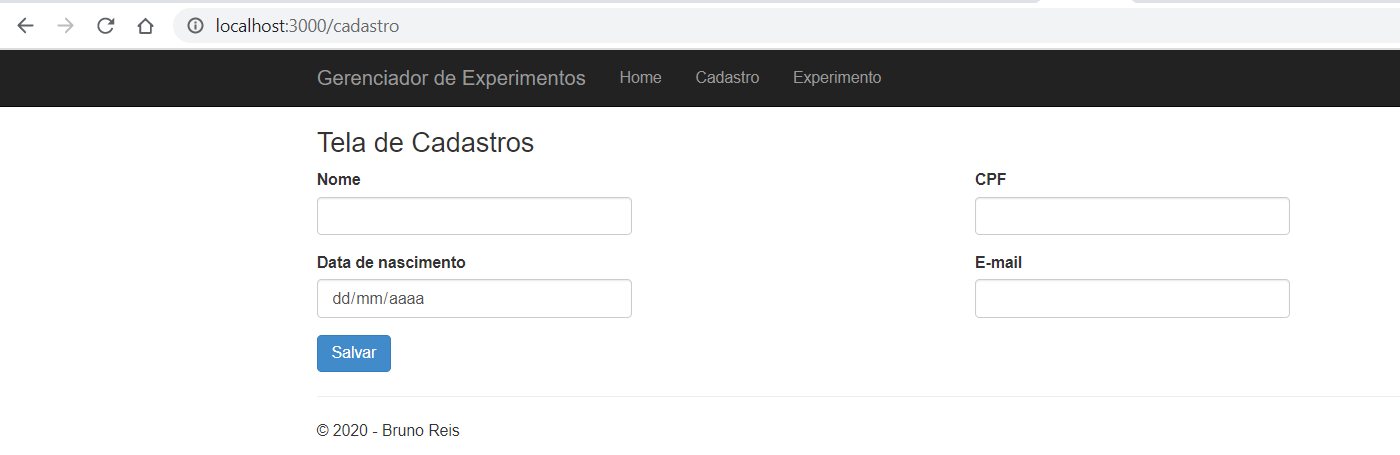 localhost:3000/cadastro
Gerenciador de Experimentos Home Cadastro Experimento
Tela de Cadastros
Nome CPF
Data de nascimento E-mail
dd/mm/aaaa
Salvar
© 2020 - Bruno Reis